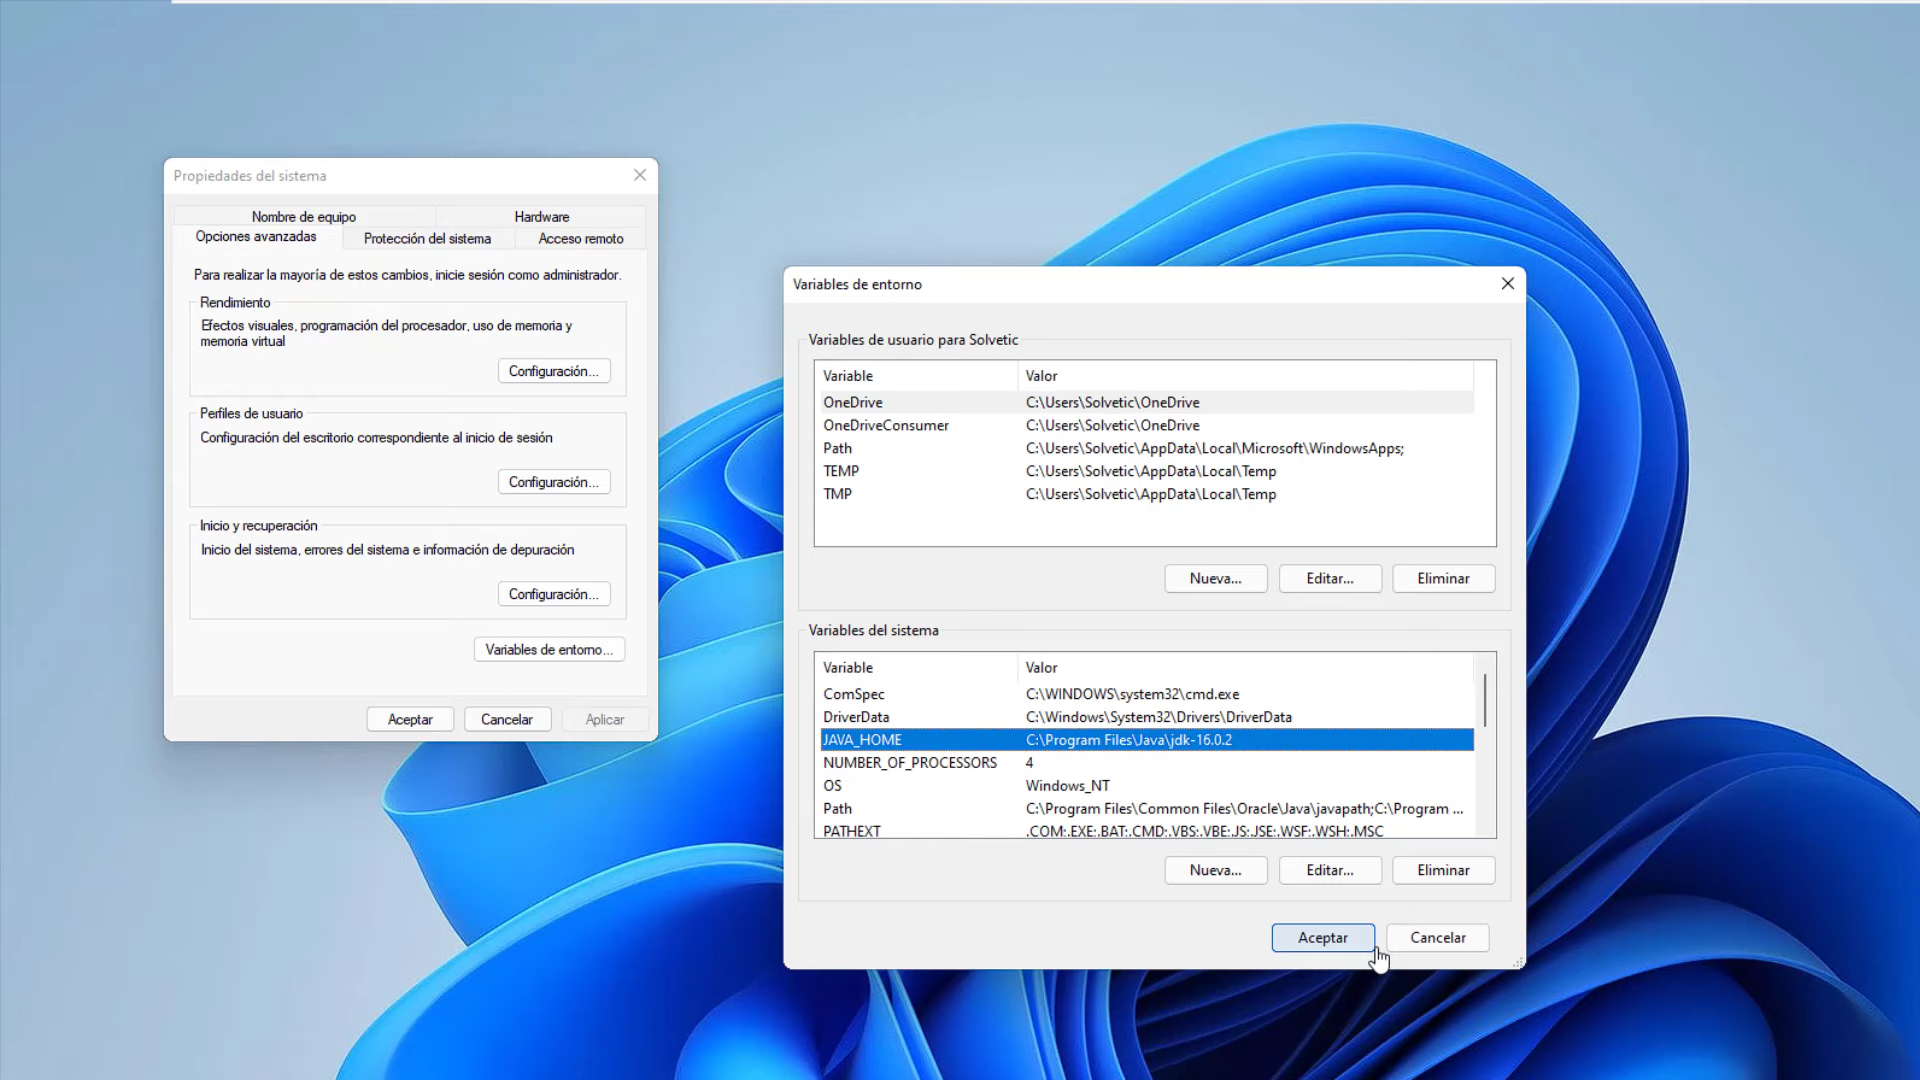 Propiedades del sistema
Nombre de equipo Hardware
Opciones avanzadas Protección del sistema Acceso remoto
Para realizar la mayoría de estos cambios, inicie sesión como administrador.
Rendimiento
Efectos visuales, programación del procesador, uso de memoria y
memoria virtual
Configuración...
Perfiles de usuario
Configuración del escritorio correspondiente al inicio de sesión
Configuración...
Inicio y recuperación
Inicio del sistema, errores del sistema e información de depuración
Configuración...
Variables de entorno...
Aceptar Cancelar Aplicar
Variables de entorno
Variables de usuario para Solvetic
Variable Valor
OneDrive C:\Users\Solvetic\OneDrive
OneDriveConsumer C:\Users\Solvetic\OneDrive
Path C:\Users\Solvetic\AppData\Local\Microsoft\WindowsApps;
TEMP C:\Users\Solvetic\AppData\Local\Temp
TMP C:\Users\Solvetic\AppData\Local\Temp
Nueva... Editar... Eliminar
Variables del sistema
Variable Valor
ComSpec C:\WINDOWS\system32\cmd.exe
DriverData C:\Windows\System32\Drivers\DriverData
JAVA_HOME C:\Program Files\Java\jdk-16.0.2
NUMBER_OF_PROCESSORS 4
OS Windows_NT
Path C:\Program Files\Common Files\Oracle\Java\javapath;C:\Program ...
PATHEXT .COM;.EXE;.BAT;.CMD;.VBS;.VBE;.JS;.JSE;.WSF;.WSH;.MSC
Nueva... Editar... Eliminar
Aceptar Cancelar